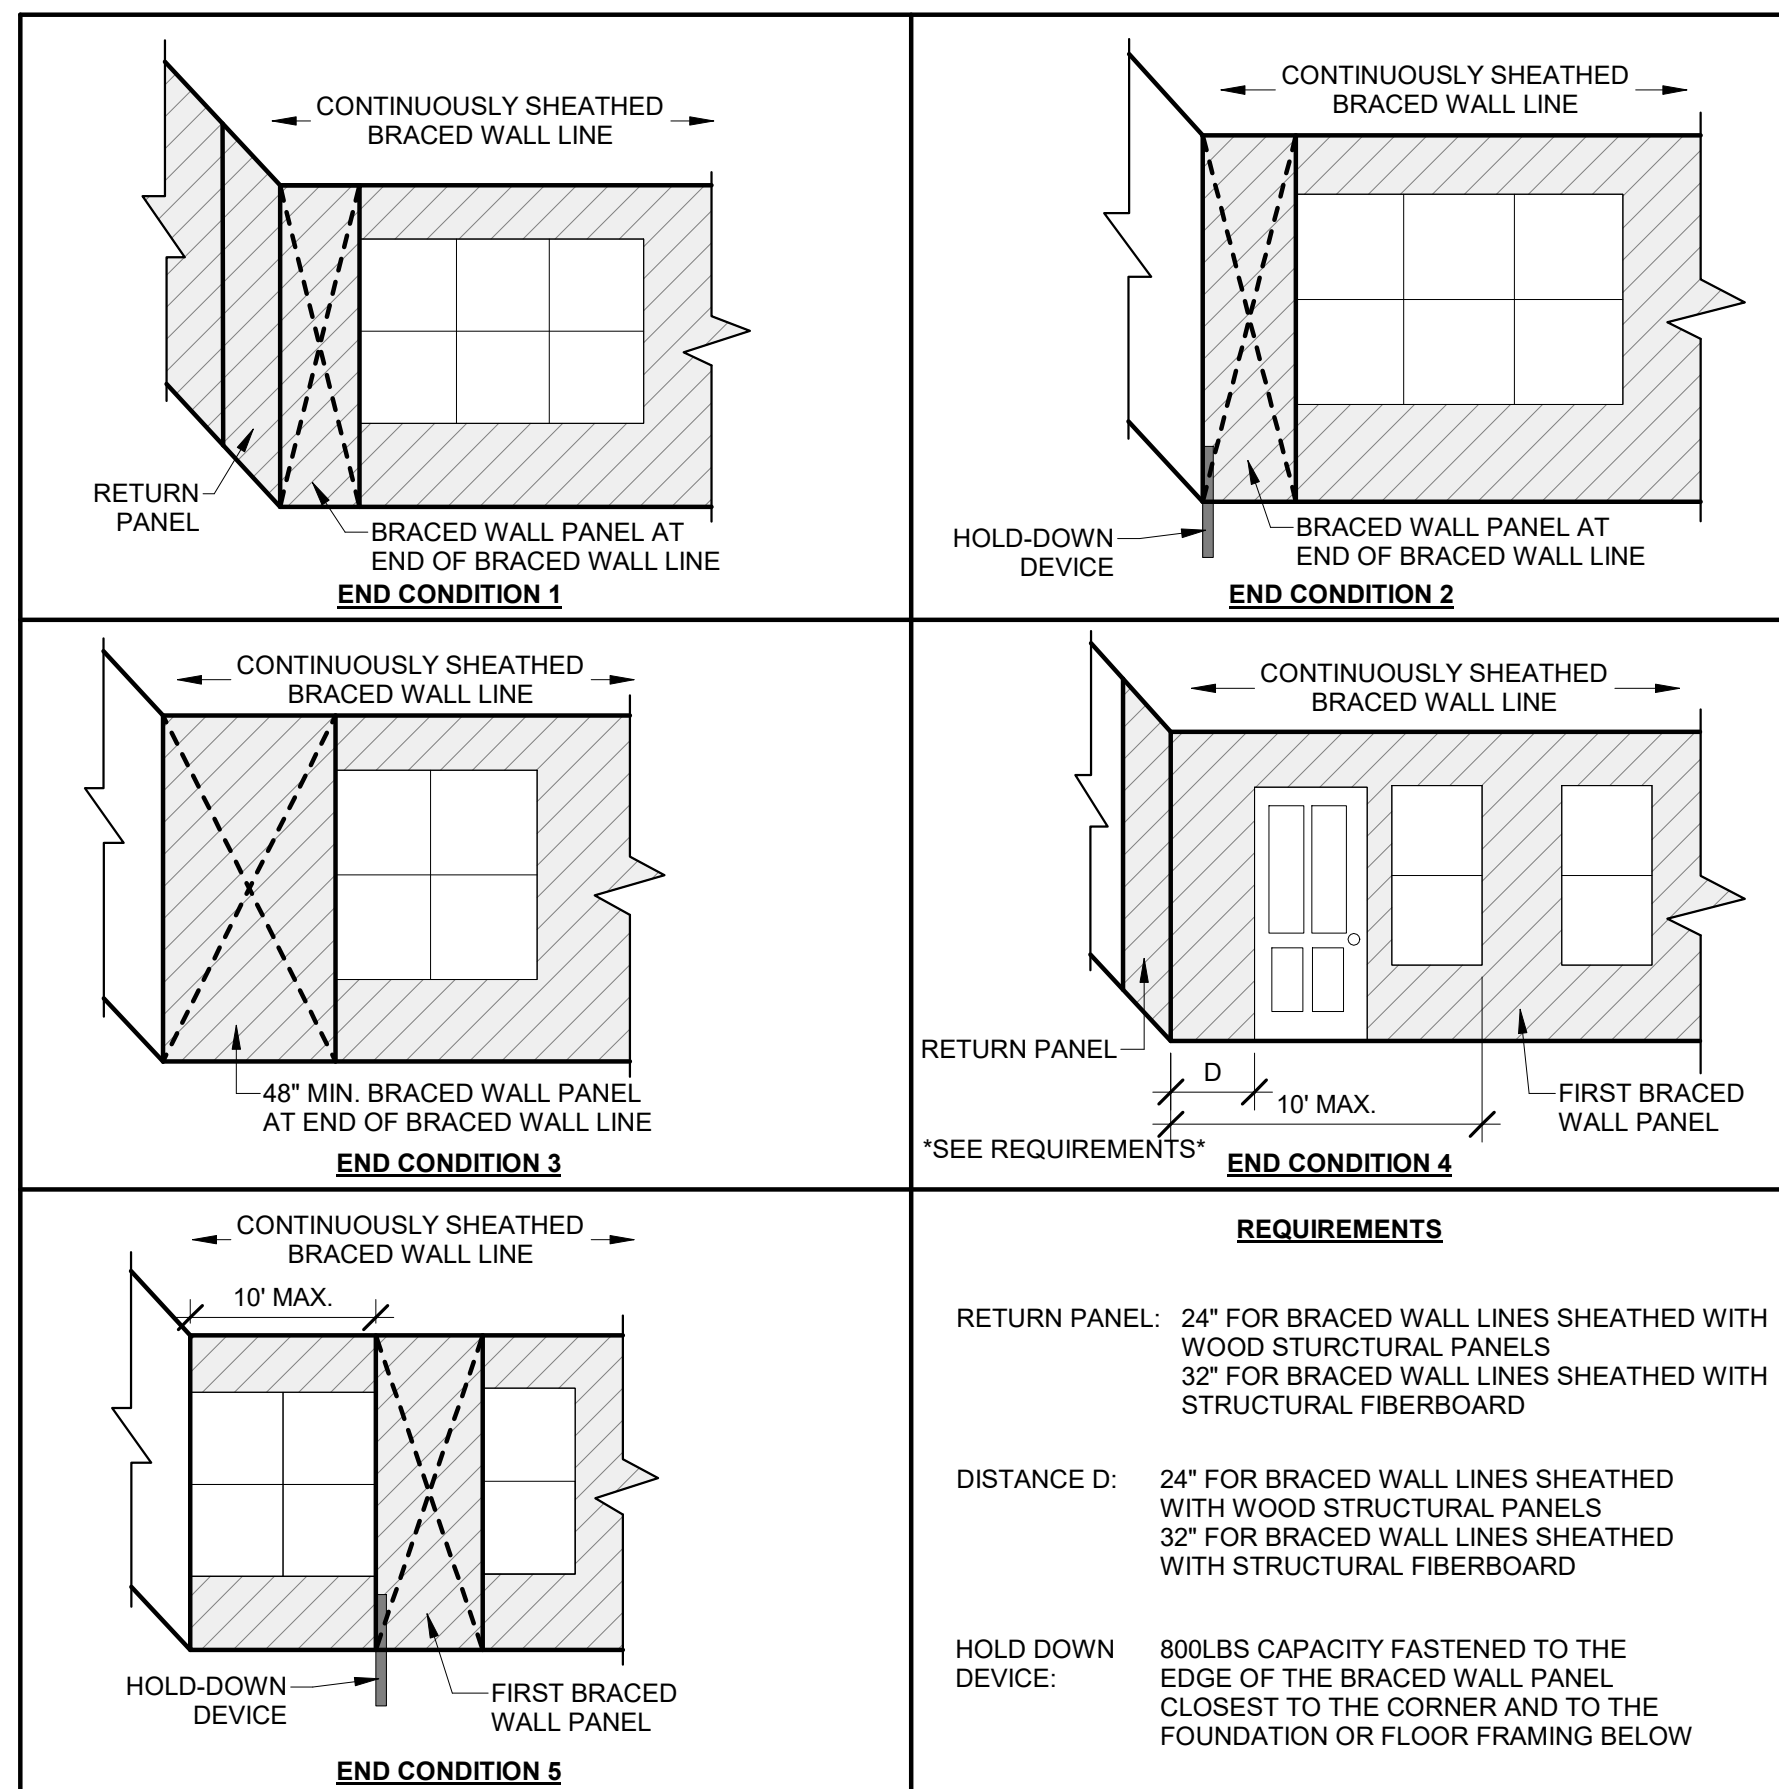 CONTINUOUSLY SHEATHED
BRACED WALL LINE
RETURN
PANEL
BRACED WALL PANEL AT
END OF BRACED WALL LINE
END CONDITION 1
CONTINUOUSLY SHEATHED
BRACED WALL LINE
HOLD-DOWN
DEVICE
BRACED WALL PANEL AT
END OF BRACED WALL LINE
END CONDITION 2
CONTINUOUSLY SHEATHED
BRACED WALL LINE
48" MIN. BRACED WALL PANEL
AT END OF BRACED WALL LINE
END CONDITION 3
CONTINUOUSLY SHEATHED
BRACED WALL LINE
RETURN PANEL
D
10' MAX.
FIRST BRACED
WALL PANEL
*SEE REQUIREMENTS*
END CONDITION 4
CONTINUOUSLY SHEATHED
BRACED WALL LINE
10' MAX.
HOLD-DOWN
DEVICE
FIRST BRACED
WALL PANEL
END CONDITION 5
REQUIREMENTS
RETURN PANEL: 24" FOR BRACED WALL LINES SHEATHED WITH
WOOD STURCTURAL PANELS
32" FOR BRACED WALL LINES SHEATHED WITH
STRUCTURAL FIBERBOARD
DISTANCE D: 24" FOR BRACED WALL LINES SHEATHED
WITH WOOD STRUCTURAL PANELS
32" FOR BRACED WALL LINES SHEATHED
WITH STRUCTURAL FIBERBOARD
HOLD DOWN 800LBS CAPACITY FASTENED TO THE
DEVICE: EDGE OF THE BRACED WALL PANEL
CLOSEST TO THE CORNER AND TO THE
FOUNDATION OR FLOOR FRAMING BELOW